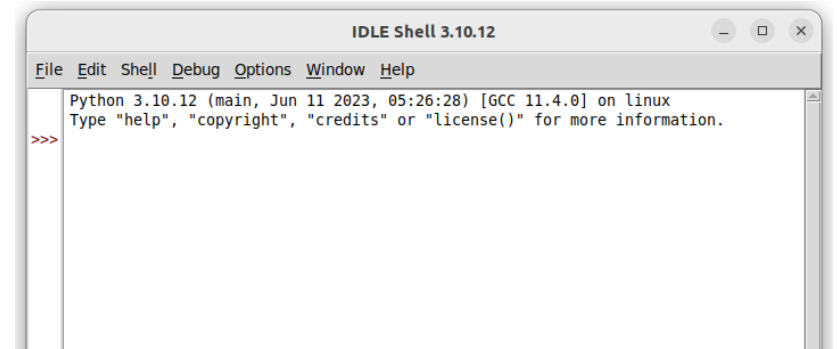 IDLE Shell 3.10.12
File Edit Shell Debug Options Window Help
Python 3.10.12 (main, Jun 11 2023, 05:26:28) [GCC 11.4.0] on linux
Type "help", "copyright", "credits" or "license()" for more information.
>>>